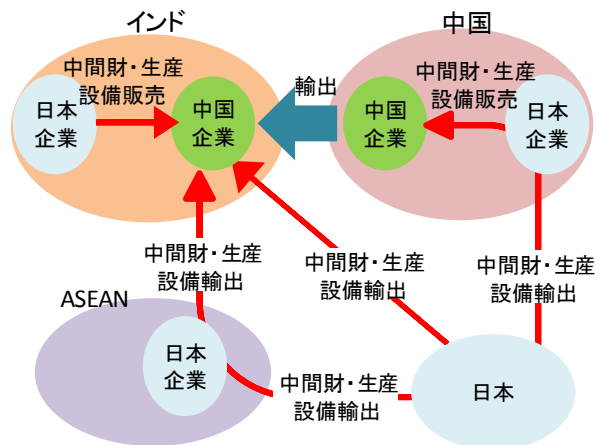 インド
中国
中間財・生産
設備販売
日本
企業
中国
企業
輸出
中国
企業
中間財・生産
設備販売
日本
企業
中間財・生産
設備輸出
中間財・生産
設備輸出
中間財・生産
設備輸出
ASEAN
日本
企業
中間財・生産
設備輸出
日本